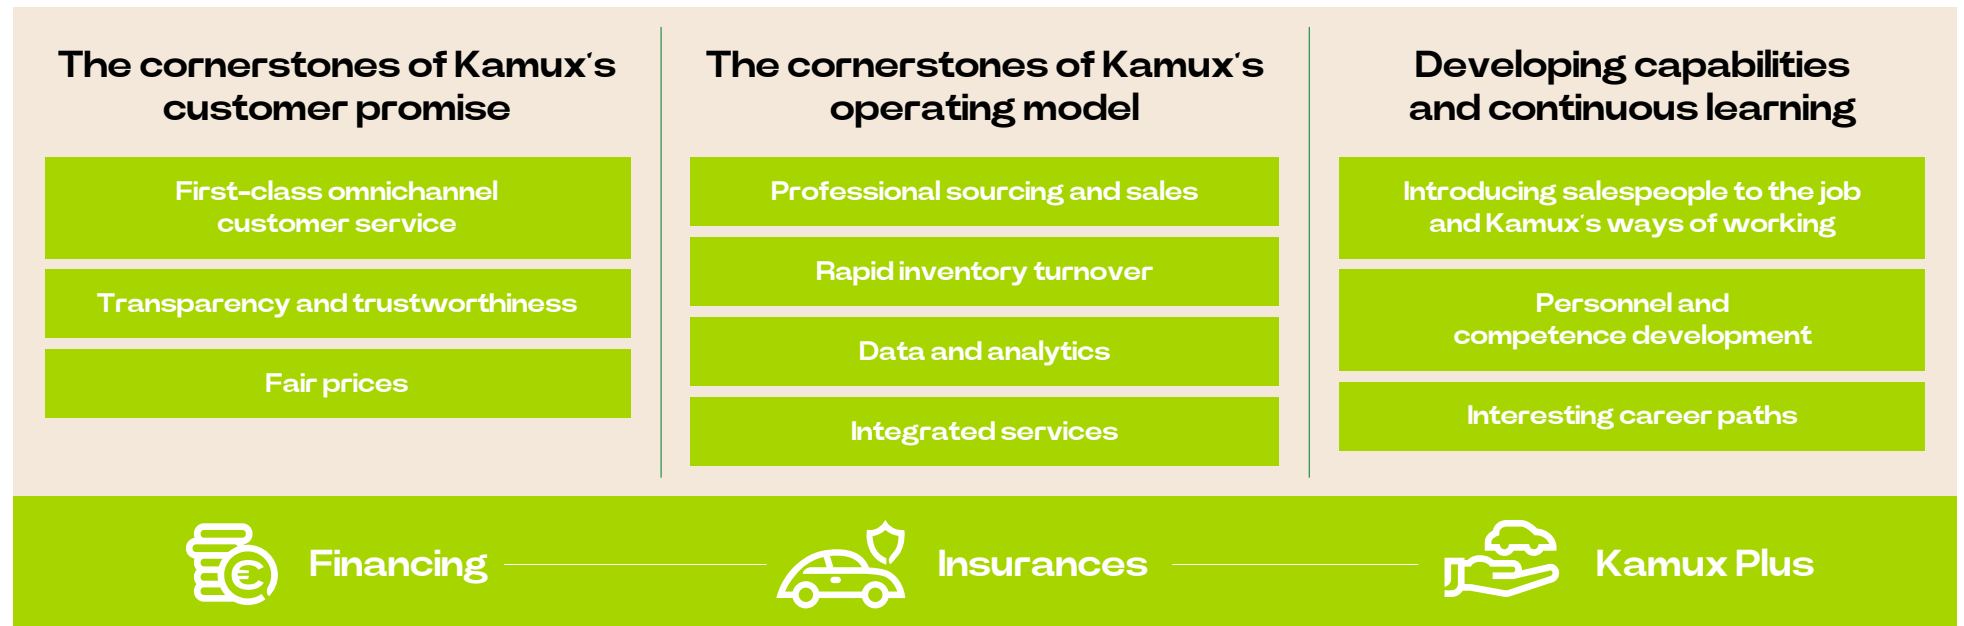 The cornerstones of Kamux's
customer promise
First-class omnichannel
customer service
Transparency and trustworthiness
Fair prices
The cornerstones of Kamux's
operating model
Professional sourcing and sales
Rapid inventory turnover
Data and analytics
Integrated services
Developing capabilities
and continuous learning
Introducing salespeople to the job
and Kamux's ways of working
Personnel and
competence development
Interesting career paths
€
Financing
Insurances
Kamux Plus